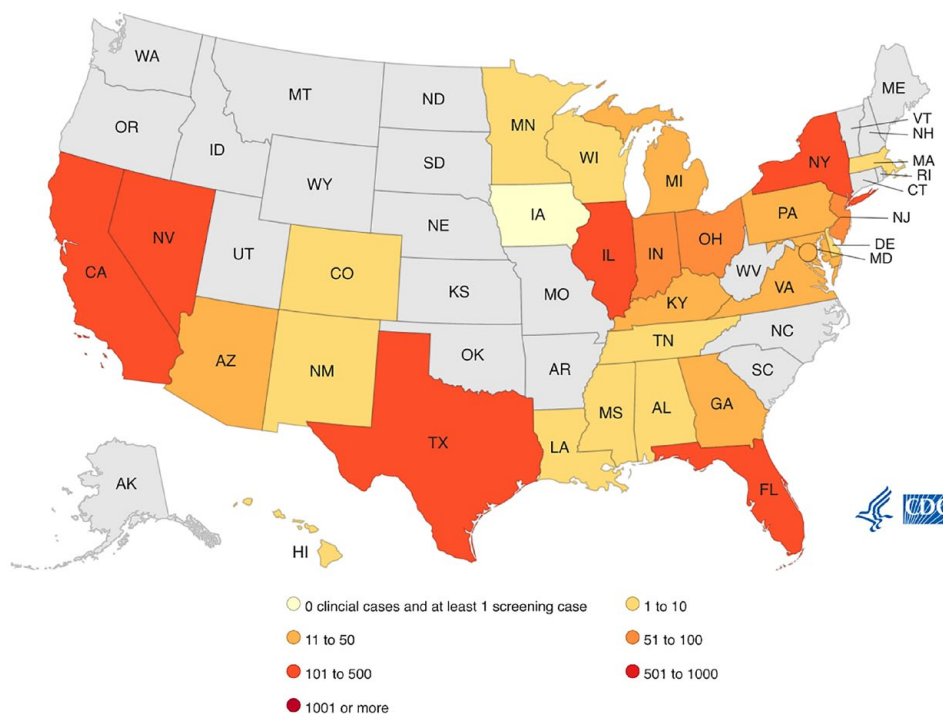 WA
MT
ND
MN
ME
VT
NH
OR
ID
SD
WI
NY
MA
RI
CT
WY
MI
IA
PA
NJ
NE
NV
UT
IL
IN
OH
DE
MD
CA
CO
WV
VA
KS
MO
KY
NC
TN
AZ
NM
OK
AR
SC
MS
AL
GA
LA
TX
FL
AK
HI
CDC
0 clincial cases and at least 1 screening case
1 to 10
11 to 50
51 to 100
101 to 500
501 to 1000
1001 or more